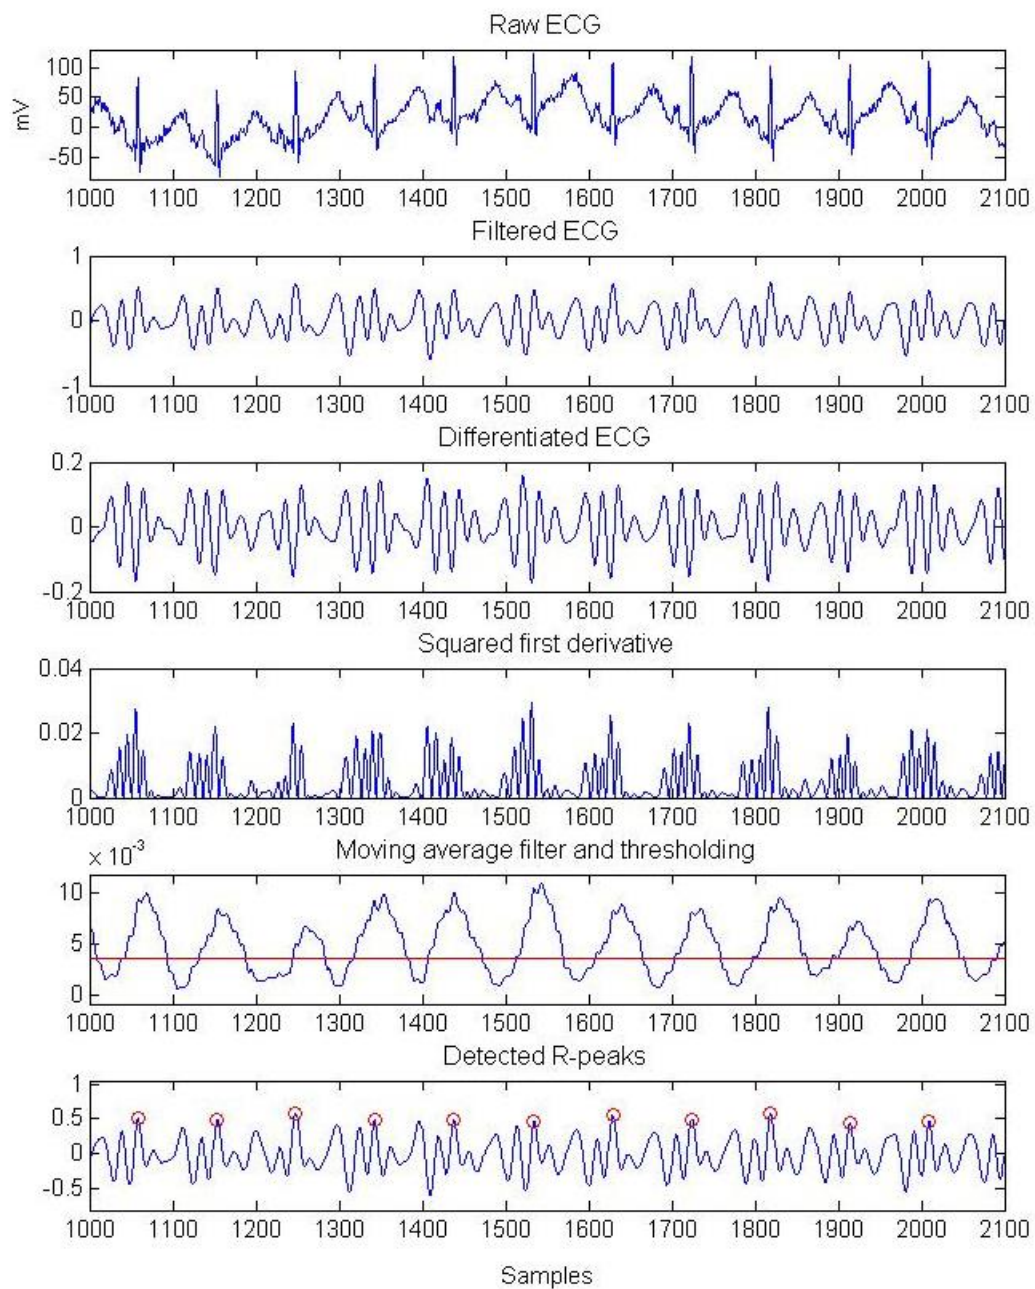 Raw ECG
100
50
0
-50
mV
1000 1100 1200 1300 1400 1500 1600 1700 1800 1900 2000 2100
Filtered ECG
1
0
-1
1000 1100 1200 1300 1400 1500 1600 1700 1800 1900 2000 2100
Differentiated ECG
0.2
0
-0.2
1000 1100 1200 1300 1400 1500 1600 1700 1800 1900 2000 2100
Squared first derivative
0.04
0.02
0
1000 1100 1200 1300 1400 1500 1600 1700 1800 1900 2000 2100
× 10⁻³ Moving average filter and thresholding
10
5
0
1000 1100 1200 1300 1400 1500 1600 1700 1800 1900 2000 2100
Detected R-peaks
1
0.5
0
-0.5
1000 1100 1200 1300 1400 1500 1600 1700 1800 1900 2000 2100
Samples